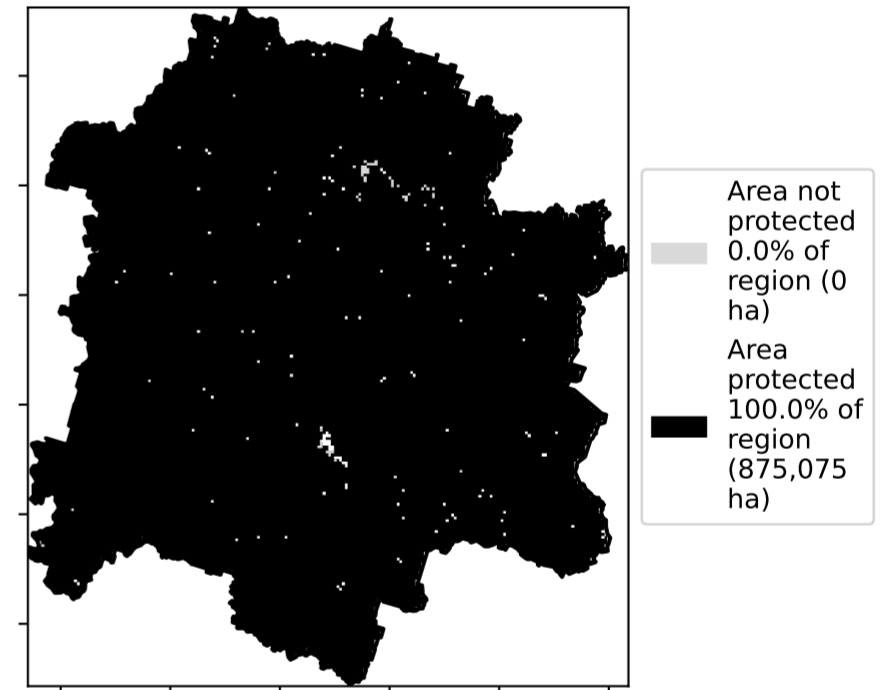 Area not
protected
0.0% of
region (0
ha)
Area
protected
100.0% of
region
(875,075
ha)